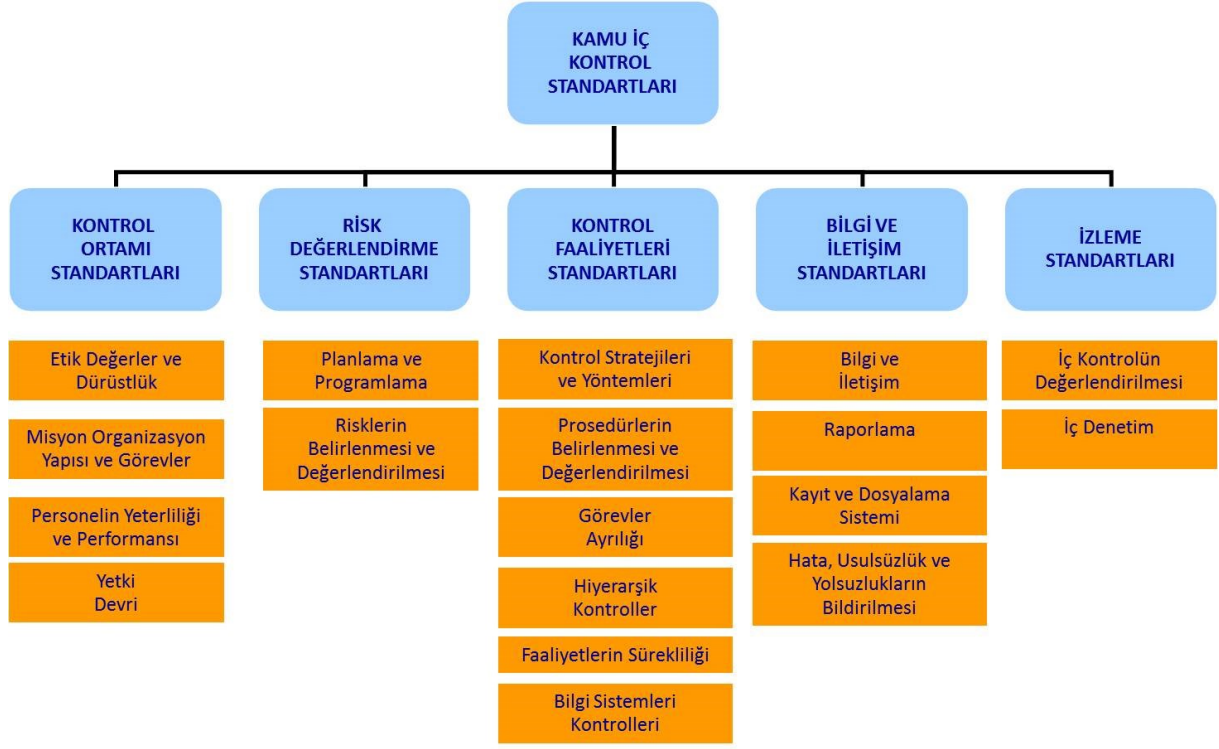 KAMU İÇ
KONTROL
STANDARTLARI
KONTROL
ORTAMI
STANDARTLARI
RİSK
DEĞERLENDİRME
STANDARTLARI
KONTROL
FAALİYETLERİ
STANDARTLARI
BİLGİ VE
İLETİŞİM
STANDARTLARI
İZLEME
STANDARTLARI
Etik Değerler ve
Dürüstlük
Misyon Organizasyon
Yapısı ve Görevler
Personelin Yeterliliği
ve Performansı
Yetki
Devri
Planlama ve
Programlama
Risklerin
Belirlenmesi ve
Değerlendirilmesi
Kontrol Stratejileri
ve Yöntemleri
Prosedürlerin
Belirlenmesi ve
Değerlendirilmesi
Görevler
Ayrılığı
Hiyerarşik
Kontroller
Faaliyetlerin Sürekliliği
Bilgi Sistemleri
Kontrolleri
Bilgi ve
İletişim
Raporlama
Kayıt ve Dosyalama
Sistemi
Hata, Usulsüzlük ve
Yolsuzlukların
Bildirilmesi
İç Kontrolün
Değerlendirilmesi
İç Denetim